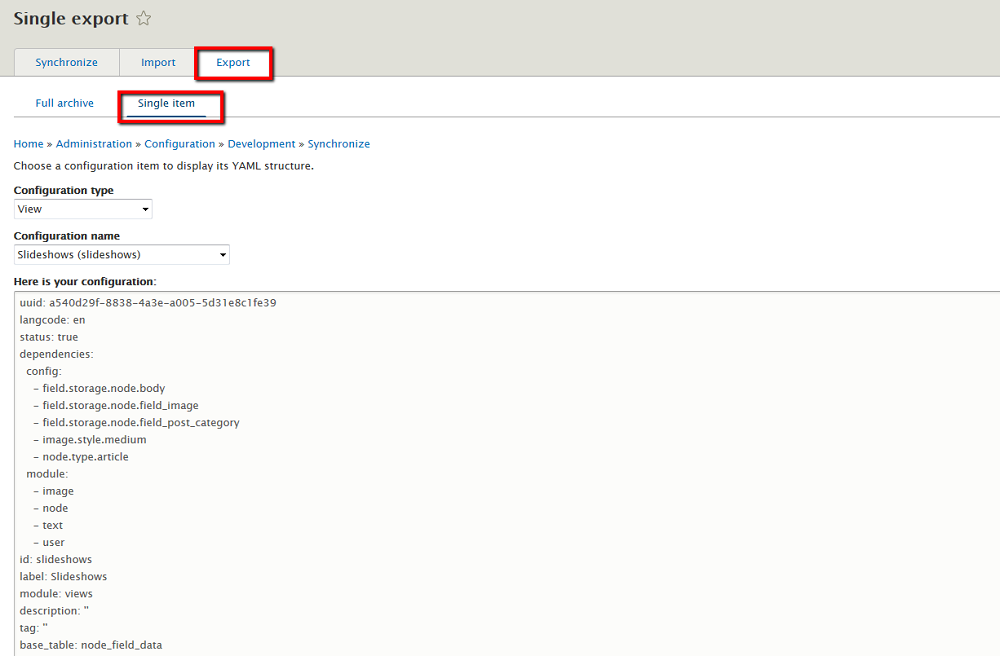 Single export
Synchronize Import Export
Full archive Single item
Home » Administration » Configuration » Development » Synchronize
Choose a configuration item to display its YAML structure.
Configuration type
View
Configuration name
Slideshows (slideshows)
Here is your configuration:
uuid: a540d29f-8838-4a3e-a005-5d31e8c1fe39
langcode: en
status: true
dependencies:
  config:
    - field.storage.node.body
    - field.storage.node.field_image
    - field.storage.node.field_post_category
    - image.style.medium
    - node.type.article
  module:
    - image
    - node
    - text
    - user
id: slideshows
label: Slideshows
module: views
description: ''
tag: ''
base_table: node_field_data